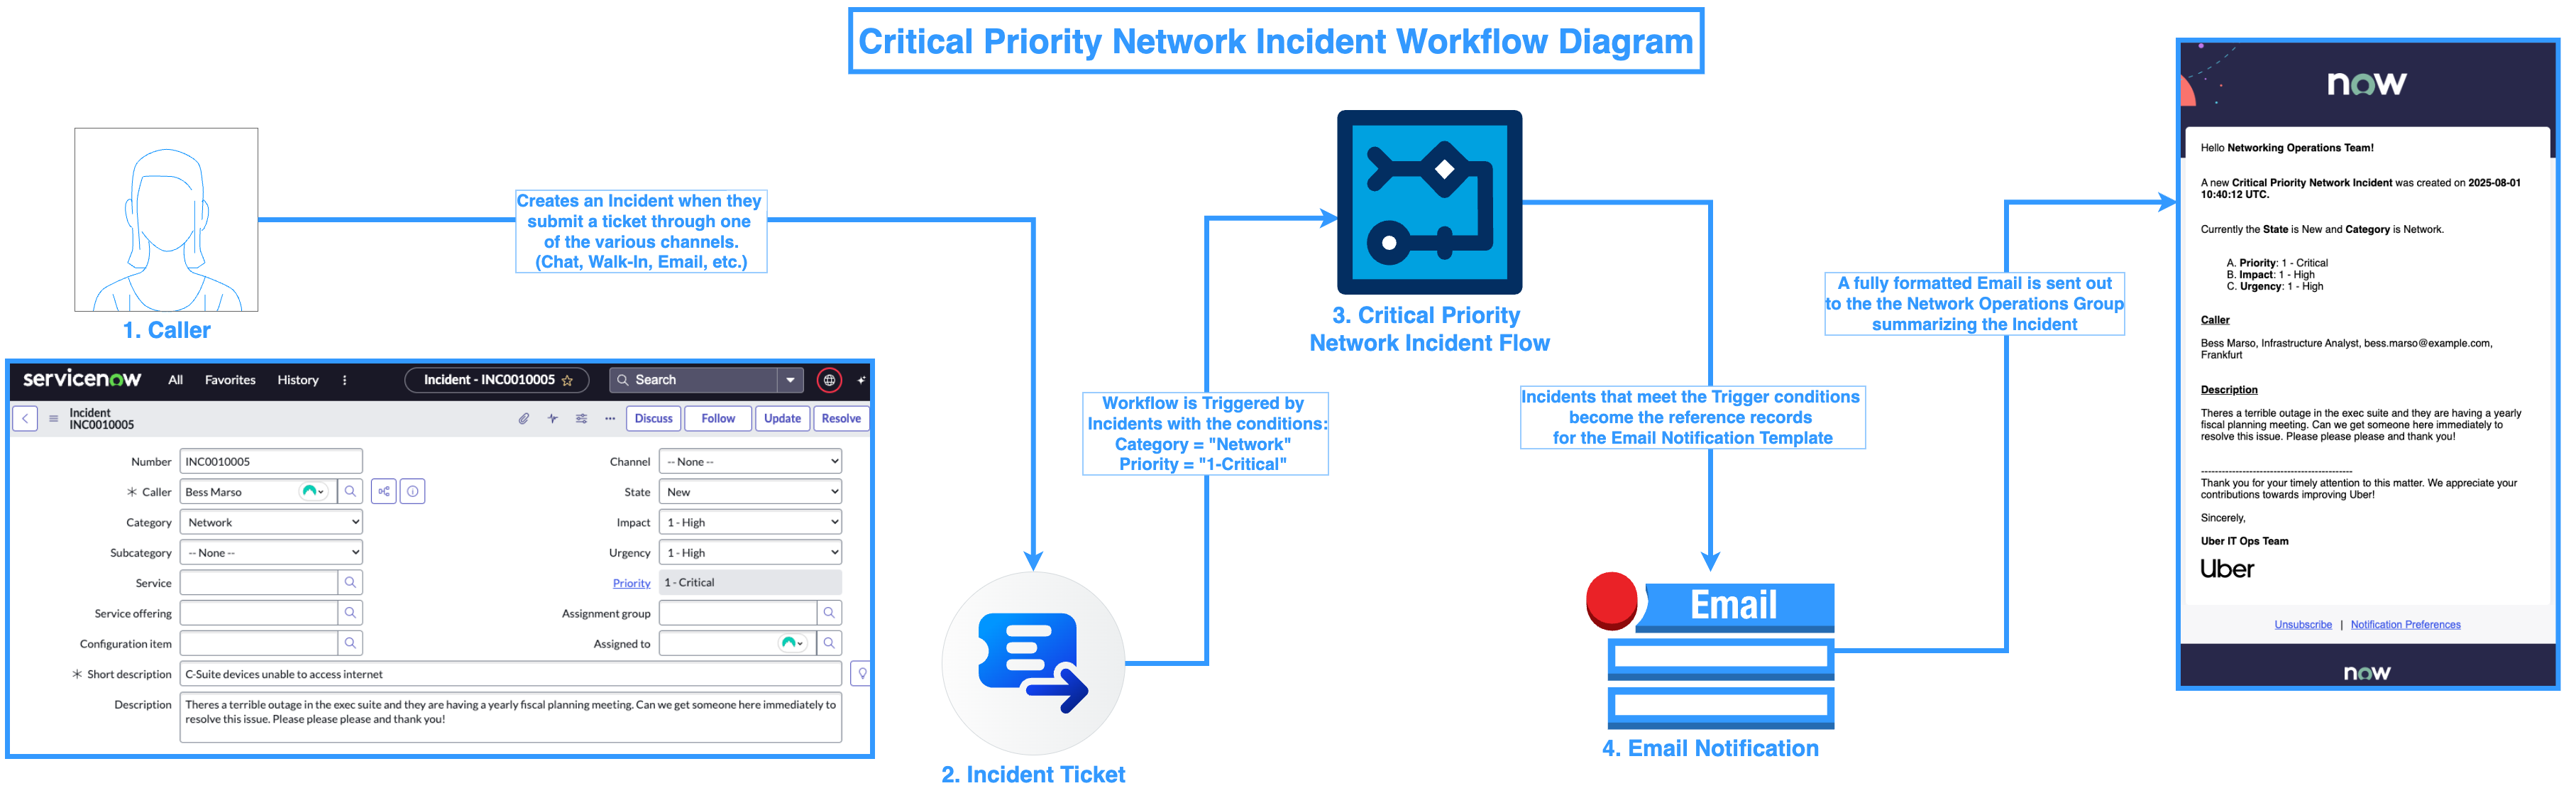 Critical Priority Network Incident Workflow Diagram
1. Caller
Creates an Incident when they
submit a ticket through one
of the various channels.
(Chat, Walk-In, Email, etc.)
servicenow
All
Favorites
History
Incident - INC0010005
Search
Incident
INC0010005
Discuss
Follow
Update
Resolve
Number
INC0010005
Channel
-- None --
Caller
Bess Marso
State
New
Category
Network
Impact
1 - High
Subcategory
-- None --
Urgency
1 - High
Service
Priority
1 - Critical
Service offering
Assignment group
Configuration item
Assigned to
Short description
C-Suite devices unable to access internet
Description
Theres a terrible outage in the exec suite and they are having a yearly fiscal planning meeting. Can we get someone here immediately to
resolve this issue. Please please please and thank you!
2. Incident Ticket
Workflow is Triggered by
Incidents with the conditions:
Category = "Network"
Priority = "1-Critical"
3. Critical Priority
Network Incident Flow
Incidents that meet the Trigger conditions
become the reference records
for the Email Notification Template
Email
4. Email Notification
A fully formatted Email is sent out
to the the Network Operations Group
summarizing the Incident
now
Hello Networking Operations Team!
A new Critical Priority Network Incident was created on 2025-08-01
10:40:12 UTC.
Currently the State is New and Category is Network.
A. Priority: 1 - Critical
B. Impact: 1 - High
C. Urgency: 1 - High
Caller
Bess Marso, Infrastructure Analyst, bess.marso@example.com,
Frankfurt
Description
Theres a terrible outage in the exec suite and they are having a yearly
fiscal planning meeting. Can we get someone here immediately to
resolve this issue. Please please please and thank you!
--------------------------------------------
Thank you for your timely attention to this matter. We appreciate your
contributions towards improving Uber!
Sincerely,
Uber IT Ops Team
Uber
Unsubscribe | Notification Preferences
now